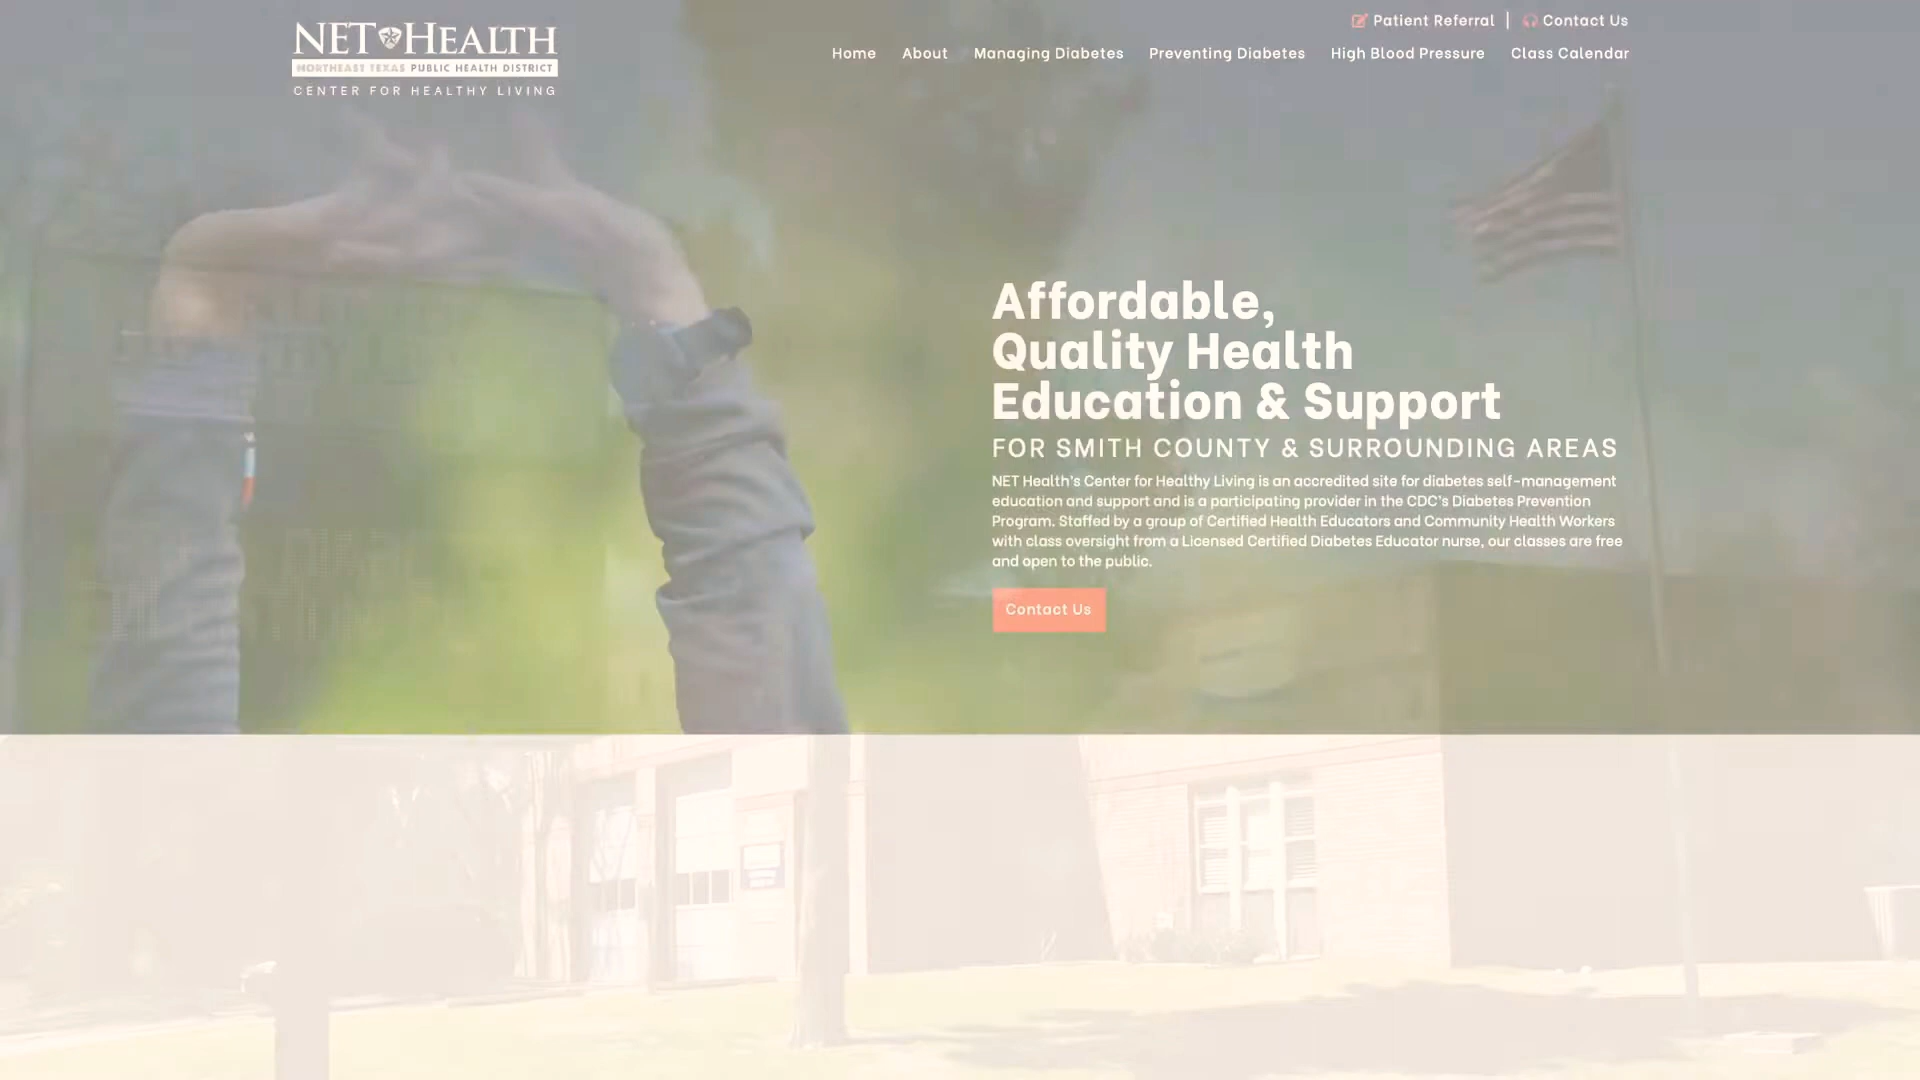 NET HEALTH
NORTHEAST TEXAS PUBLIC HEALTH DISTRICT
CENTER FOR HEALTHY LIVING
Patient Referral | Contact Us
Home About Managing Diabetes Preventing Diabetes High Blood Pressure Class Calendar
Affordable,
Quality Health
Education & Support
FOR SMITH COUNTY & SURROUNDING AREAS
NET Health's Center for Healthy Living is an accredited site for diabetes self-management
education and support and is a participating provider in the CDC's Diabetes Prevention
Program. Staffed by a group of Certified Health Educators and Community Health Workers
with class oversight from a Licensed Certified Diabetes Educator nurse, our classes are free
and open to the public.
Contact Us